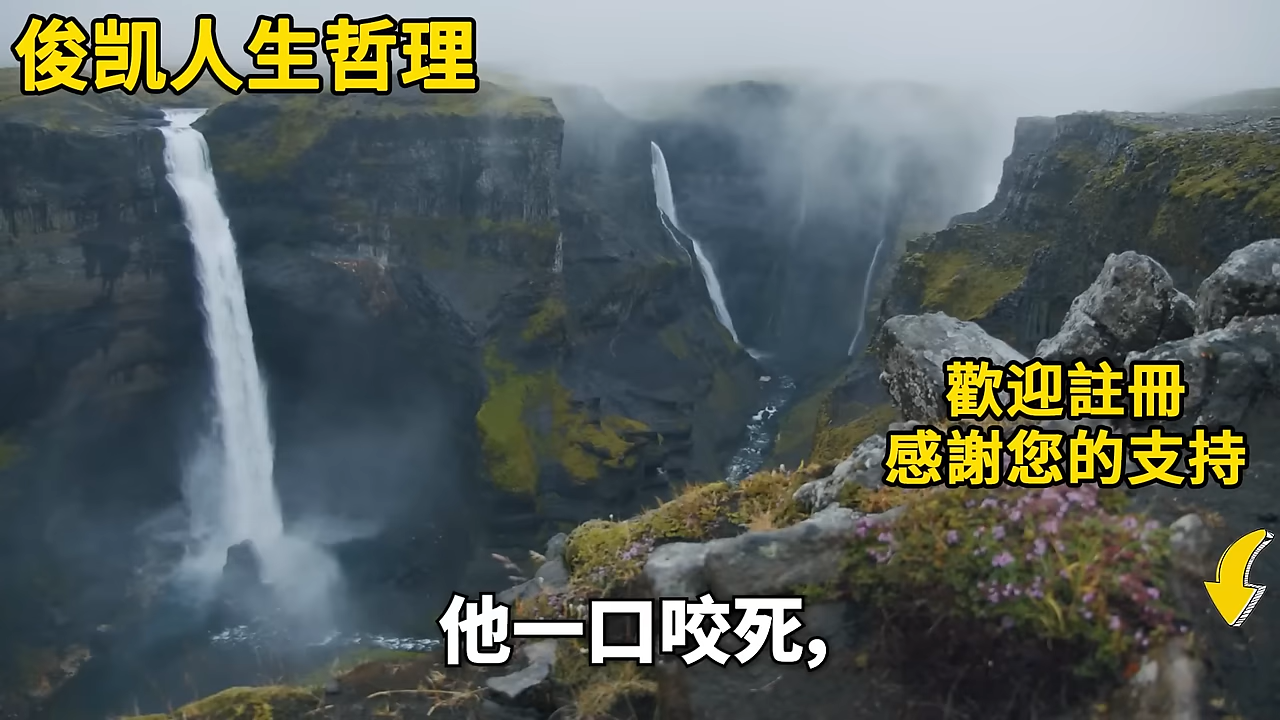 俊凯人生哲理
歡迎註冊
感謝您的支持
他一口咬死,